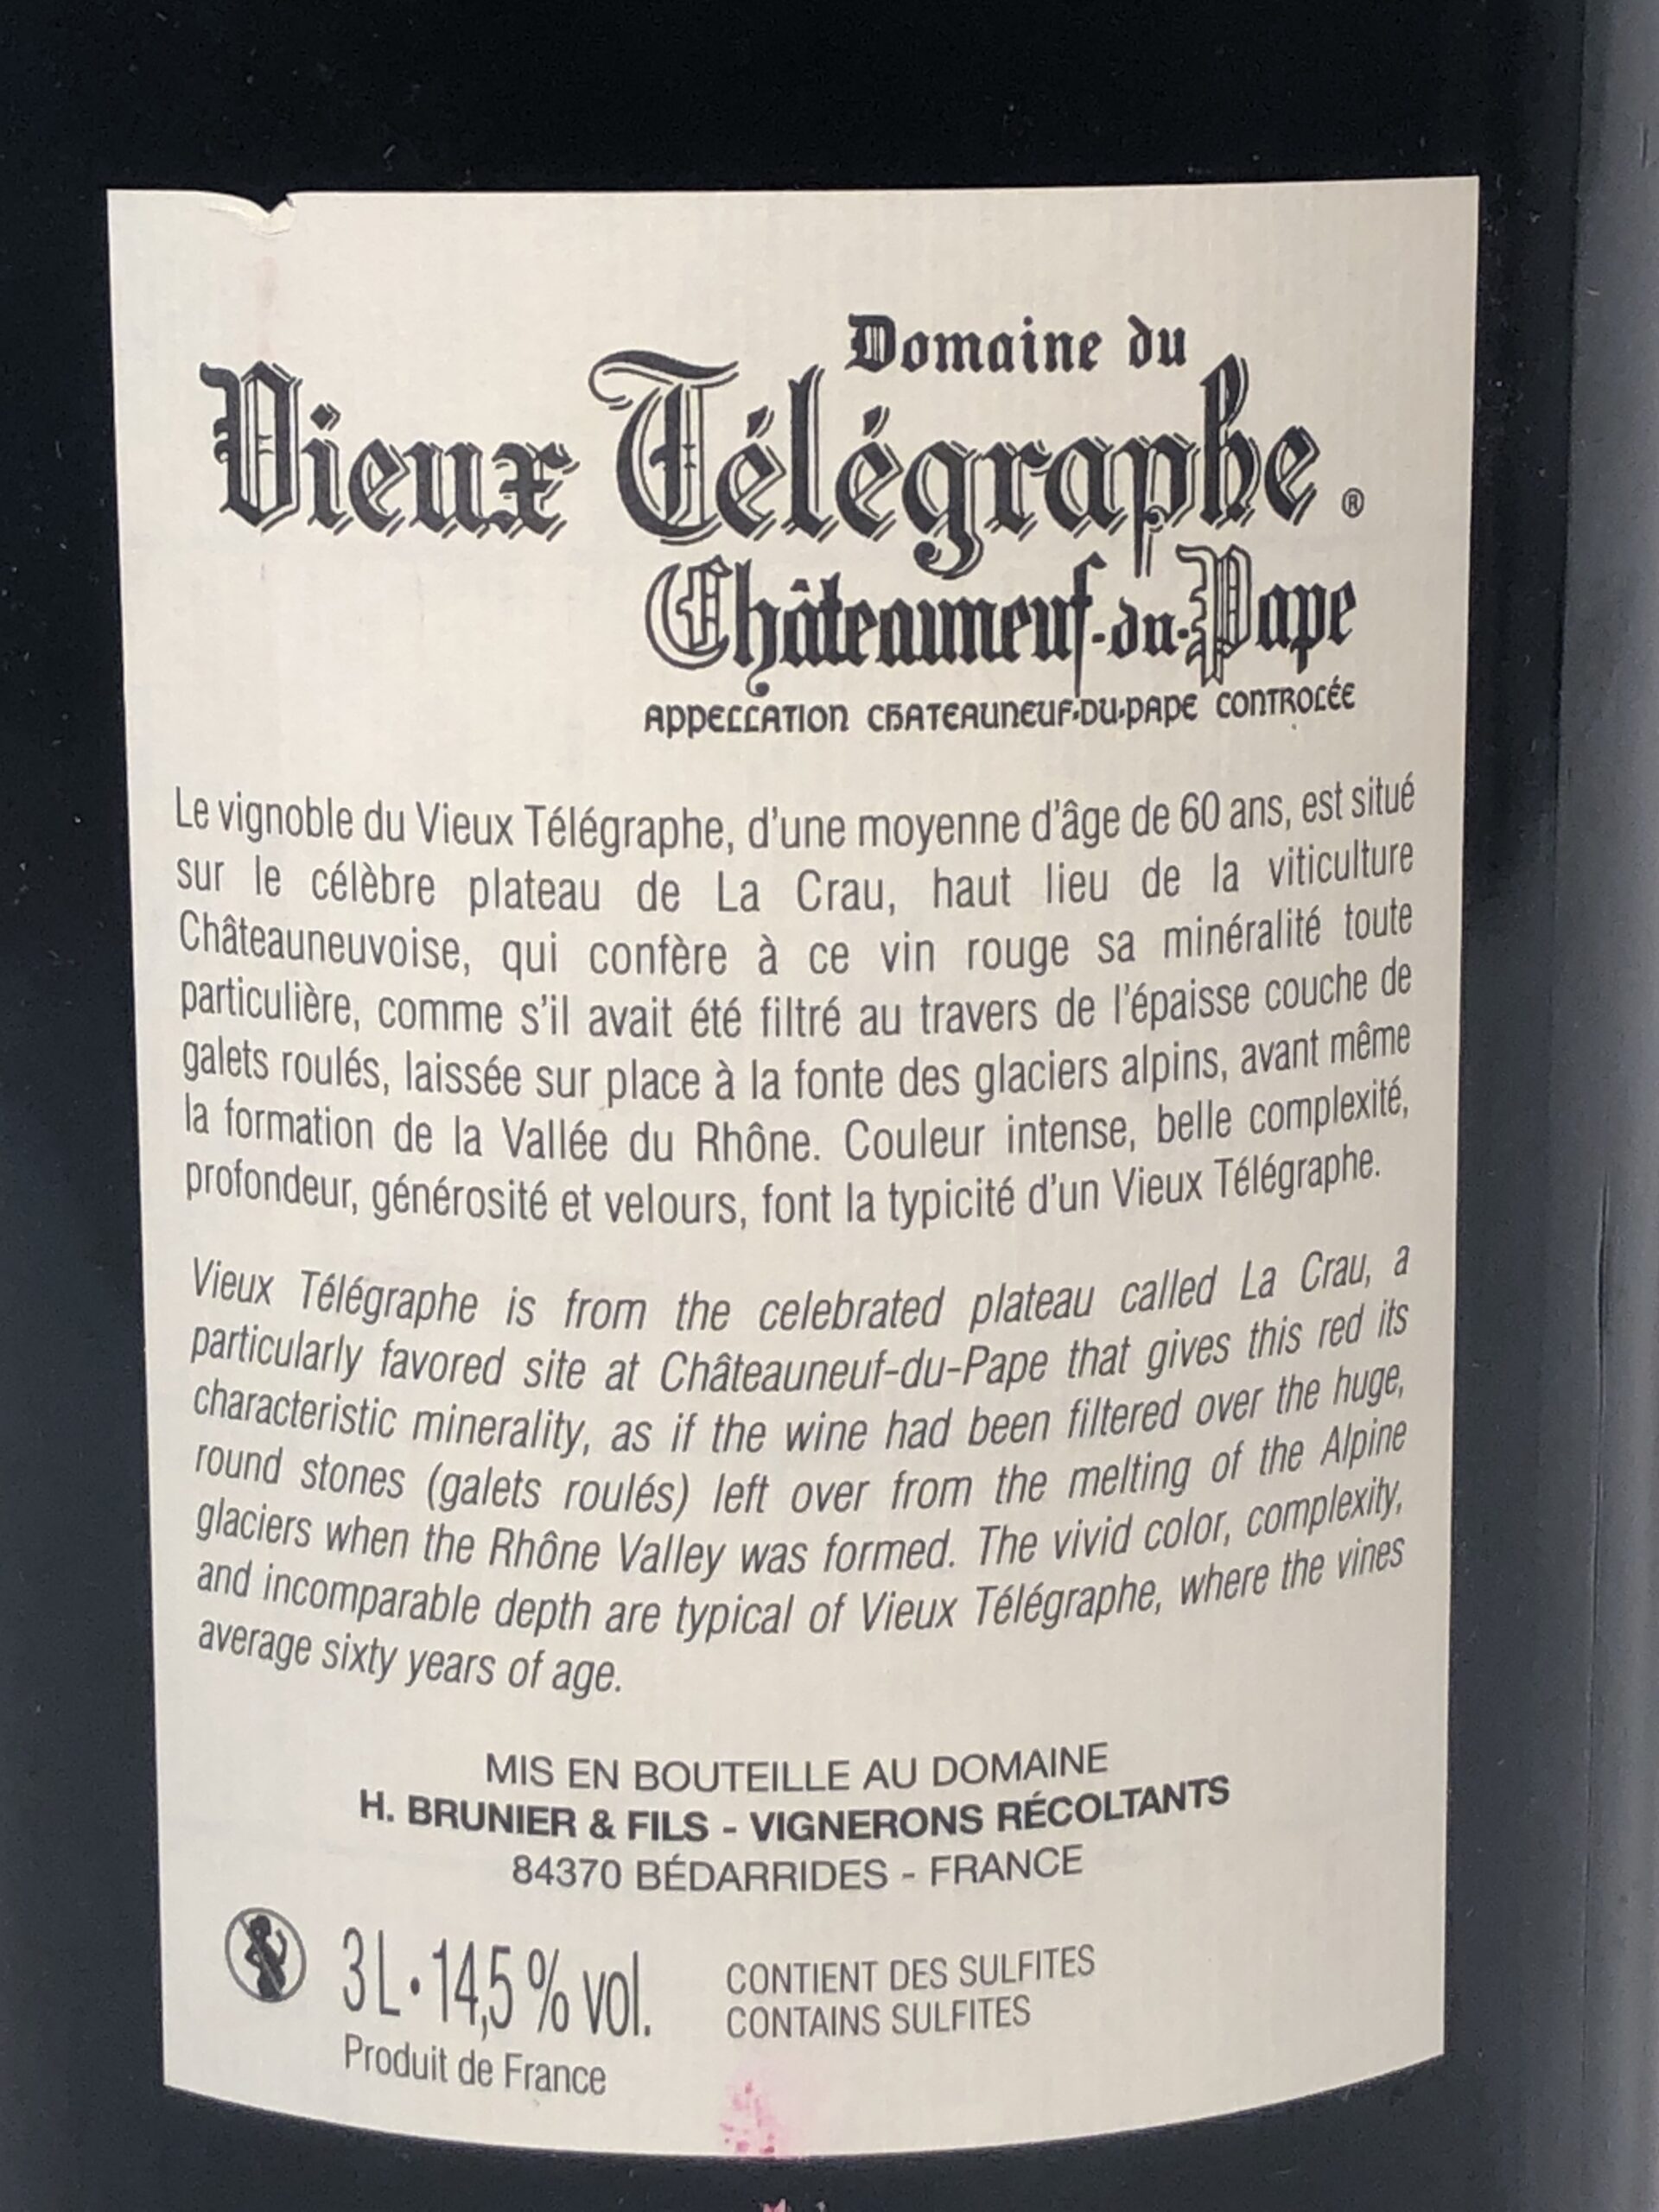 Domaine du
Vieux Télégraphe ®
Châteauneuf-du-Pape
APPELLATION CHATEAUNEUF-DU-PAPE CONTROLÉE
Le vignoble du Vieux Télégraphe, d'une moyenne d'âge de 60 ans, est situé
sur le célèbre plateau de La Crau, haut lieu de la viticulture
Châteauneuvoise, qui confère à ce vin rouge sa minéralité toute
particulière, comme s'il avait été filtré au travers de l'épaisse couche de
galets roulés, laissée sur place à la fonte des glaciers alpins, avant même
la formation de la Vallée du Rhône. Couleur intense, belle complexité,
profondeur, générosité et velours, font la typicité d'un Vieux Télégraphe.
Vieux Télégraphe is from the celebrated plateau called La Crau, a
particularly favored site at Châteauneuf-du-Pape that gives this red its
characteristic minerality, as if the wine had been filtered over the huge,
round stones (galets roulés) left over from the melting of the Alpine
glaciers when the Rhône Valley was formed. The vivid color, complexity,
and incomparable depth are typical of Vieux Télégraphe, where the vines
average sixty years of age.
MIS EN BOUTEILLE AU DOMAINE
H. BRUNIER & FILS - VIGNERONS RÉCOLTANTS
84370 BÉDARRIDES - FRANCE
3 L • 14,5 % vol.
Produit de France
CONTIENT DES SULFITES
CONTAINS SULFITES